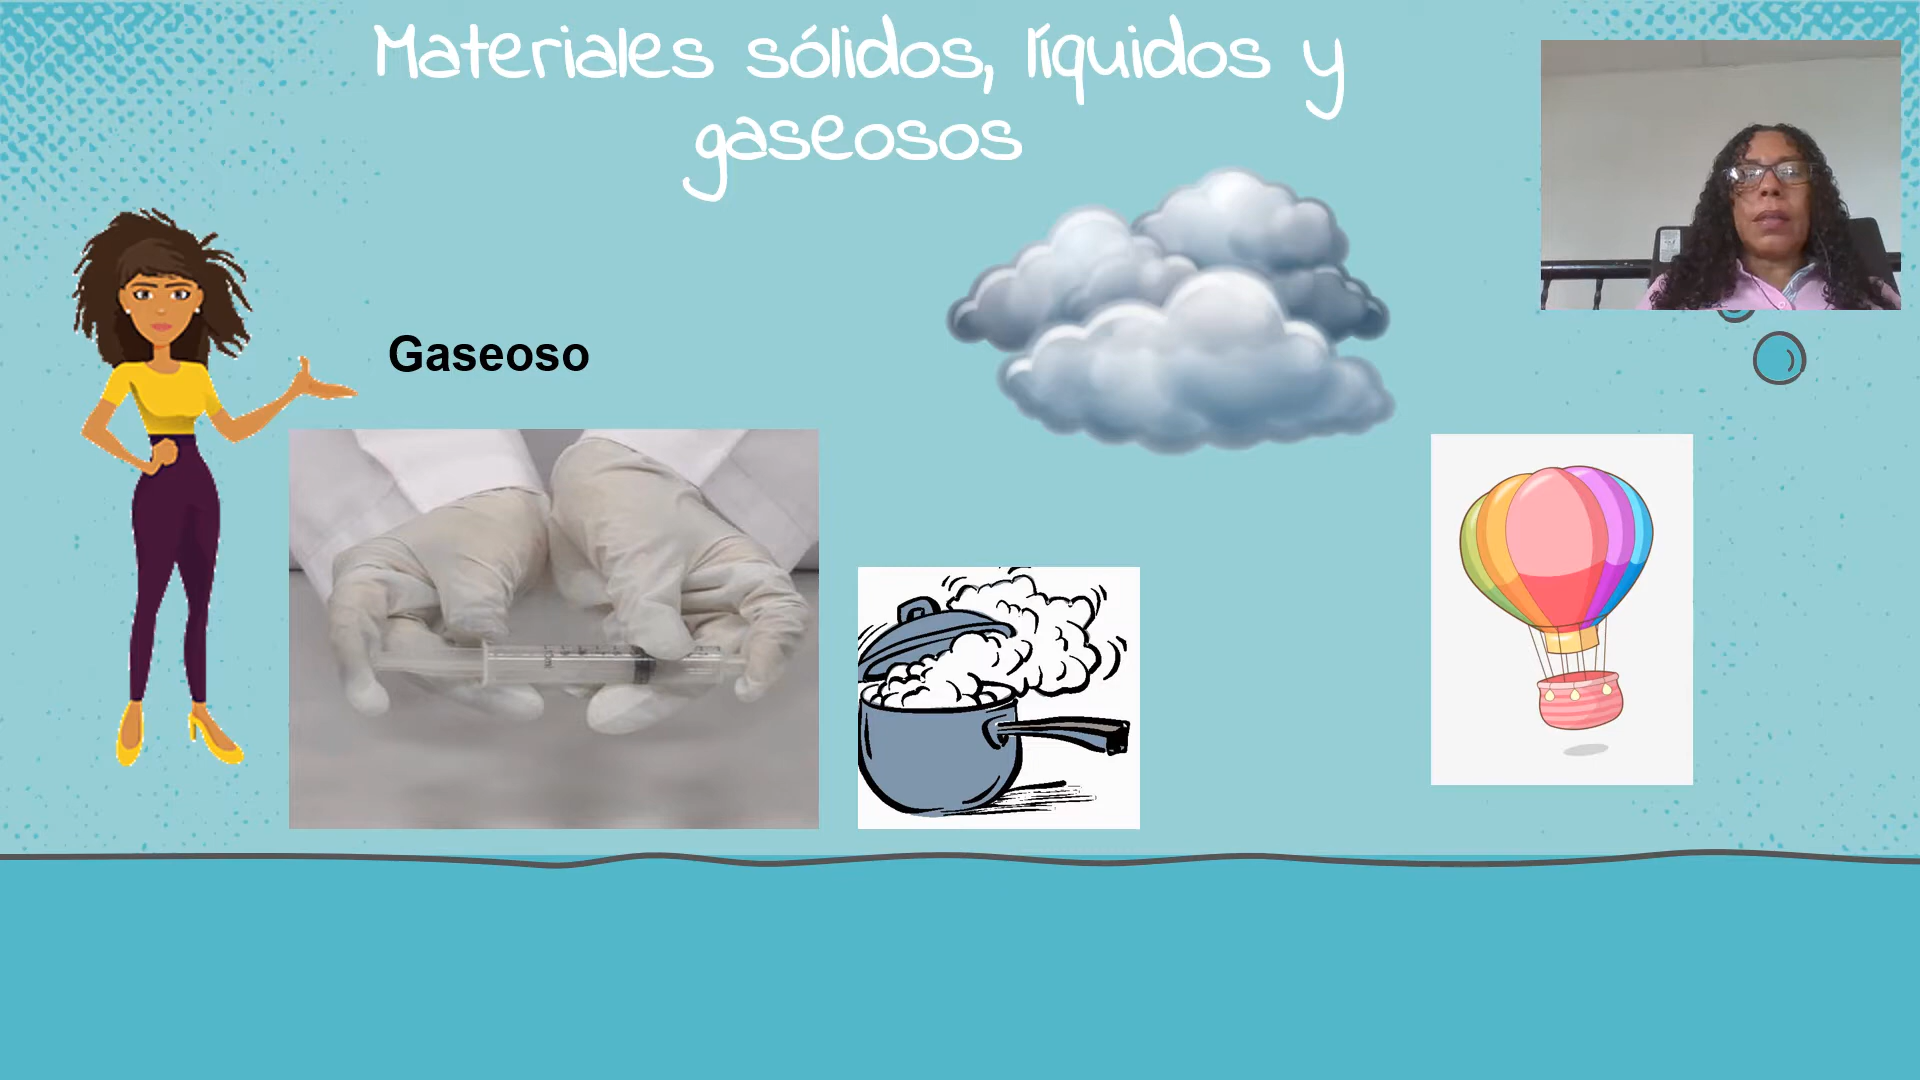 Materiales sólidos, líquidos y
gaseosos
Gaseoso